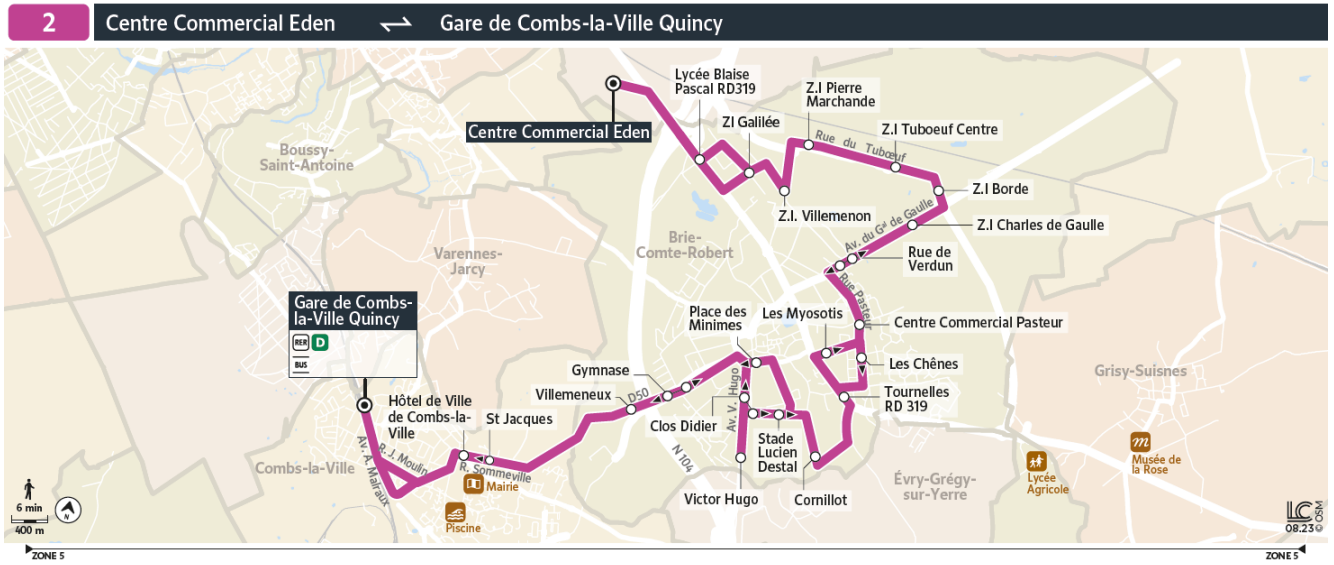 2
Centre Commercial Eden
Gare de Combs-la-Ville Quincy
Lycée Blaise
Pascal RD319
Z.I Pierre
Marchande
Centre Commercial Eden
ZI Galilée
Rue du Tubœuf
Z.I Tuboeuf Centre
Boussy-
Saint-Antoine
Z.I. Villemenon
Z.I Borde
Av. du Gal de Gaulle
Z.I Charles de Gaulle
Brie-
Comte-Robert
Varennes-
Jarcy
Rue de
Verdun
Rue Pasteur
Gare de Combs-
la-Ville Quincy
RER D
BUS
Place des
Minimes
Les Myosotis
Centre Commercial Pasteur
Les Chênes
Grisy-Suisnes
Gymnase
Villemeneux
D50
Av. V. Hugo
Tournelles
RD 319
Hôtel de Ville
de Combs-la-
Ville
St Jacques
Clos Didier
Stade
Lucien
Destal
Av. A. Malraux
R. J. Moulin
R. Sommeville
N 104
Combs-la-Ville
Mairie
Piscine
Victor Hugo
Cornillot
Évry-Grégy-
sur-Yerre
Lycée
Agricole
m
Musée de
la Rose
6 min
400 m
N
LC
08.23 © OSM
ZONE 5
ZONE 5